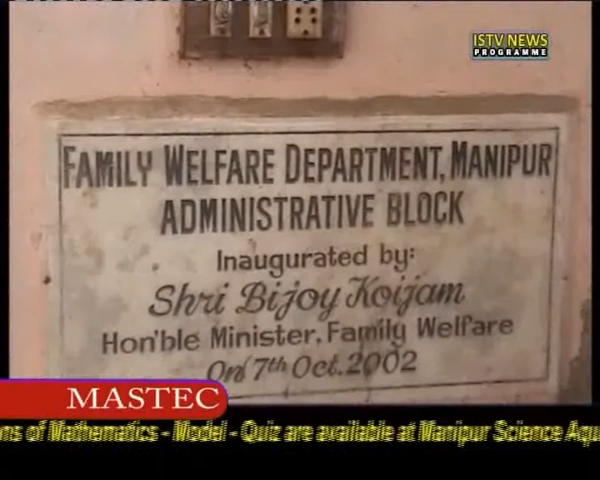 ISTV NEWS
PROGRAMME
FAMILY WELFARE DEPARTMENT, MANIPUR
ADMINISTRATIVE BLOCK
Inaugurated by:
Shri Bijoy Koijam
Hon'ble Minister, Family Welfare
On 7th Oct. 2002
MASTEC
of Mathematics - Model - Quiz are available at Manipur Science